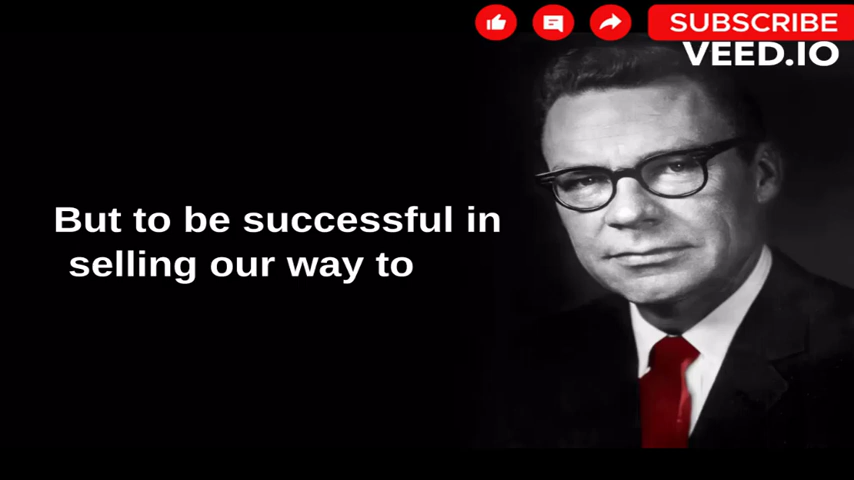 SUBSCRIBE
VEED.IO
But to be successful in
selling our way to